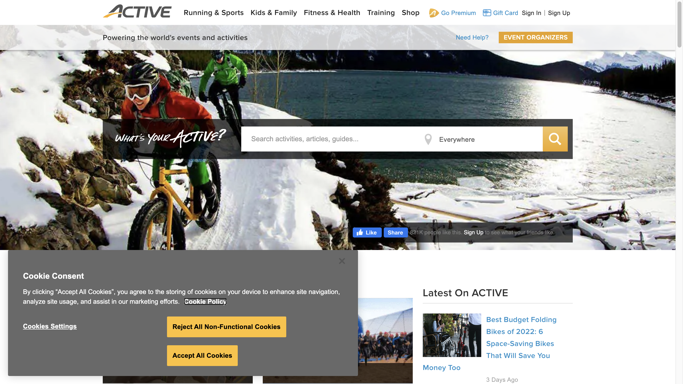 ACTIVE Running & Sports Kids & Family Fitness & Health Training Shop Go Premium Gift Card Sign In | Sign Up
Powering the world's events and activities Need Help? EVENT ORGANIZERS
WHAT'S YOUR ACTIVE? Search activities, articles, guides... Everywhere
Like Share people like this. Sign Up to see what your friends like.
Cookie Consent
By clicking "Accept All Cookies", you agree to the storing of cookies on your device to enhance site navigation,
analyze site usage, and assist in our marketing efforts. Cookie Policy
Cookies Settings
Reject All Non-Functional Cookies
Accept All Cookies
Latest On ACTIVE
Best Budget Folding
Bikes of 2022: 6
Space-Saving Bikes
That Will Save You
Money Too
3 Days Ago